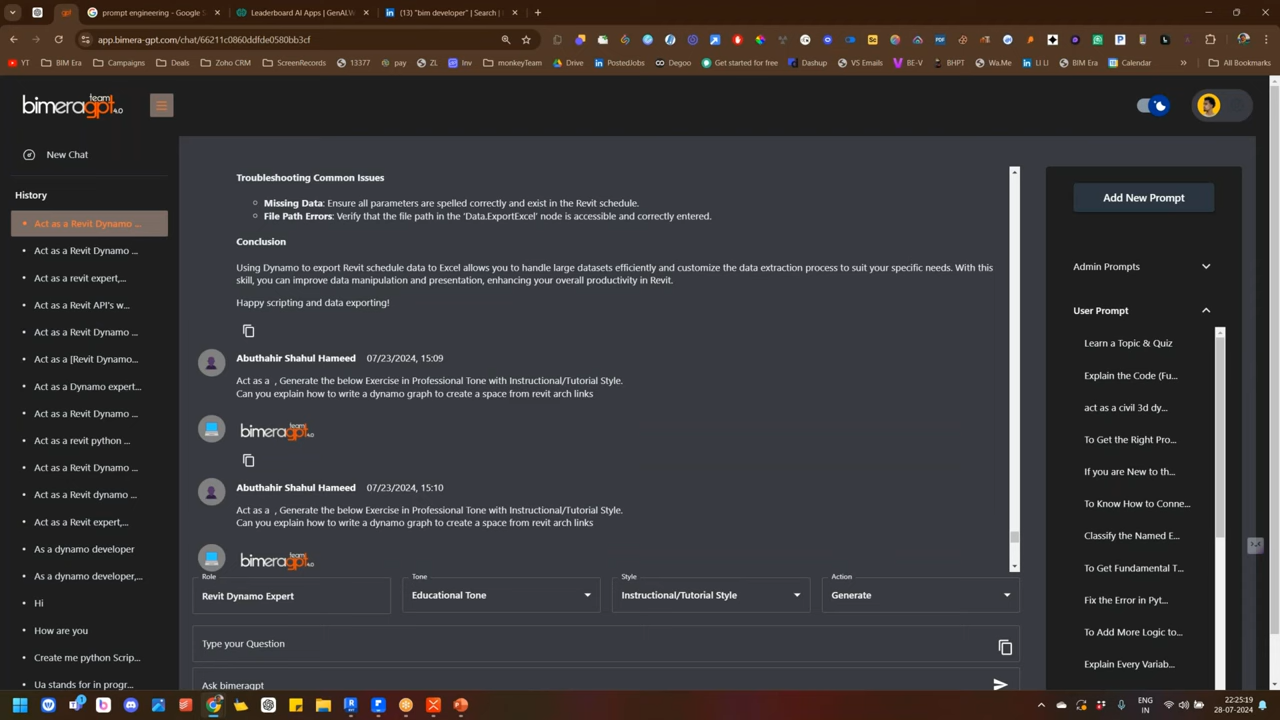 prompt engineering - Google S
Leaderboard AI Apps | GenAI.W
(13) "bim developer" | Search |
app.bimera-gpt.com/chat/66211c0860ddfde0580bb3cf
YT
BIM Era
Campaigns
Deals
Zoho CRM
ScreenRecords
13377
pay
ZL
Inv
monkeyTeam
Drive
PostedJobs
Degoo
Get started for free
Dashup
VS Emails
BE-V
BHPT
Wa.Me
LI LI
BIM Era
Calendar
All Bookmarks
bimeragpt team 4.0
New Chat
History
Act as a Revit Dynamo ...
Act as a Revit Dynamo ...
Act as a revit expert,...
Act as a Revit API's w...
Act as a Revit Dynamo ...
Act as a [Revit Dynamo...
Act as a Dynamo expert...
Act as a Revit Dynamo ...
Act as a revit python ...
Act as a Revit Dynamo ...
Act as a Revit dynamo ...
Act as a Revit expert,...
As a dynamo developer
As a dynamo developer,...
Hi
How are you
Create me python Scrip...
Ua stands for in progr...
Troubleshooting Common Issues
Missing Data: Ensure all parameters are spelled correctly and exist in the Revit schedule.
File Path Errors: Verify that the file path in the 'Data.ExportExcel' node is accessible and correctly entered.
Conclusion
Using Dynamo to export Revit schedule data to Excel allows you to handle large datasets efficiently and customize the data extraction process to suit your specific needs. With this
skill, you can improve data manipulation and presentation, enhancing your overall productivity in Revit.
Happy scripting and data exporting!
Abuthahir Shahul Hameed 07/23/2024, 15:09
Act as a , Generate the below Exercise in Professional Tone with Instructional/Tutorial Style.
Can you explain how to write a dynamo graph to create a space from revit arch links
bimeragpt team 4.0
Abuthahir Shahul Hameed 07/23/2024, 15:10
Act as a , Generate the below Exercise in Professional Tone with Instructional/Tutorial Style.
Can you explain how to write a dynamo graph to create a space from revit arch links
bimeragpt team 4.0
Role
Revit Dynamo Expert
Tone
Educational Tone
Style
Instructional/Tutorial Style
Action
Generate
Type your Question
Ask bimeragpt
Add New Prompt
Admin Prompts
User Prompt
Learn a Topic & Quiz
Explain the Code (Fu...
act as a civil 3d dy...
To Get the Right Pro...
If you are New to th...
To Know How to Conne...
Classify the Named E...
To Get Fundamental T...
Fix the Error in Pyt...
To Add More Logic to...
Explain Every Variab...
ENG
IN
22:25:19
28-07-2024